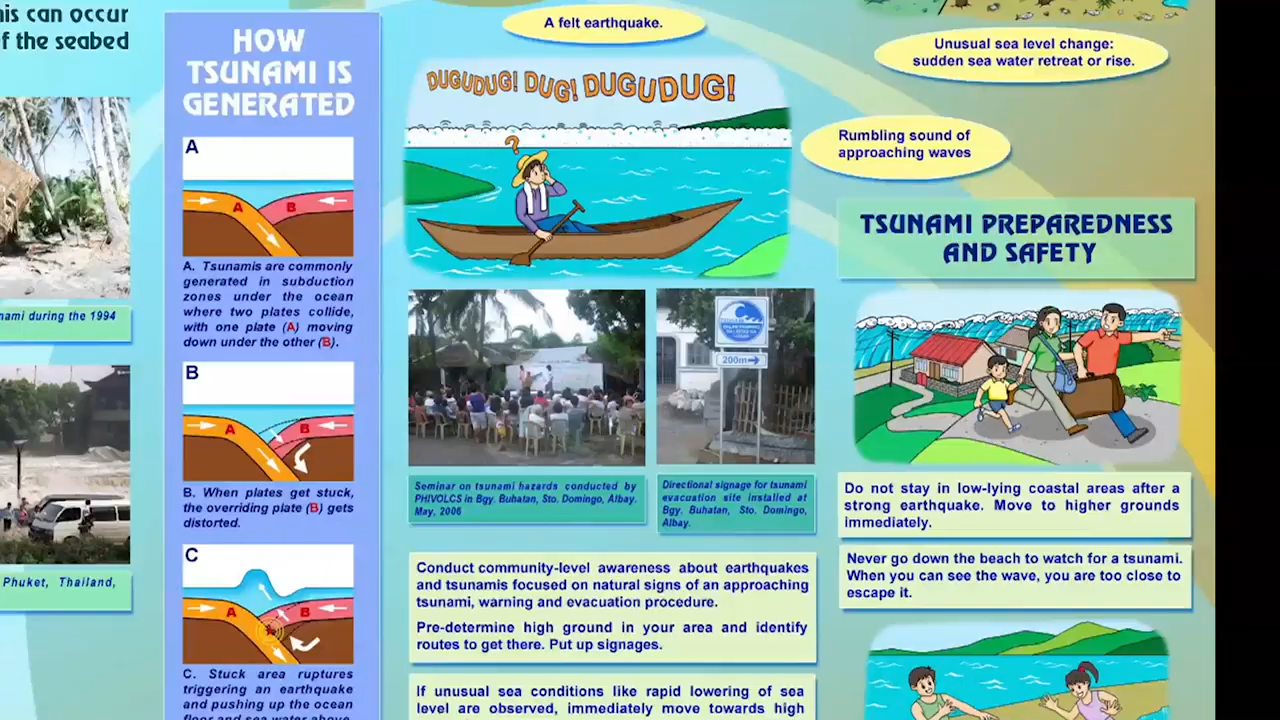 his can occur
f the seabed
nami during the 1994
Phuket, Thailand,
HOW
TSUNAMI IS
GENERATED
A
A B
A. Tsunamis are commonly
generated in subduction
zones under the ocean
where two plates collide,
with one plate (A) moving
down under the other (B).
B
A B
B. When plates get stuck,
the overriding plate (B) gets
distorted.
C
A B
C. Stuck area ruptures
triggering an earthquake
and pushing up the ocean
floor and sea water above.
A felt earthquake.
DUGUDUG! DUG! DUGUDUG!
?
Seminar on tsunami hazards conducted by
PHIVOLCS in Bgy. Buhatan, Sto. Domingo, Albay.
May, 2006
200m
Directional signage for tsunami
evacuation site installed at
Bgy. Buhatan, Sto. Domingo,
Albay.
Conduct community-level awareness about earthquakes
and tsunamis focused on natural signs of an approaching
tsunami, warning and evacuation procedure.
Pre-determine high ground in your area and identify
routes to get there. Put up signages.
If unusual sea conditions like rapid lowering of sea
level are observed, immediately move towards high
Unusual sea level change:
sudden sea water retreat or rise.
Rumbling sound of
approaching waves
TSUNAMI PREPAREDNESS
AND SAFETY
Do not stay in low-lying coastal areas after a
strong earthquake. Move to higher grounds
immediately.
Never go down the beach to watch for a tsunami.
When you can see the wave, you are too close to
escape it.